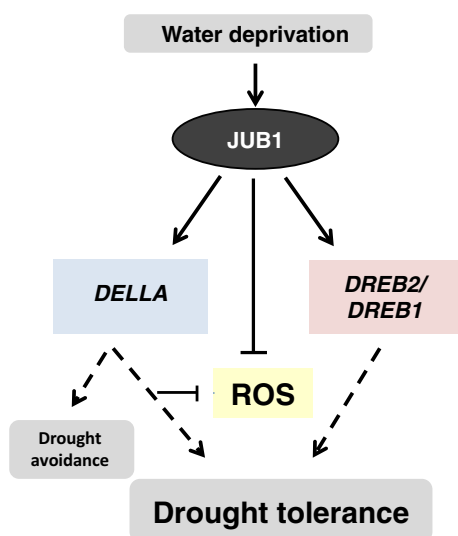 Water deprivation
JUB1
DELLA
DREB2/
DREB1
ROS
Drought
avoidance
Drought tolerance